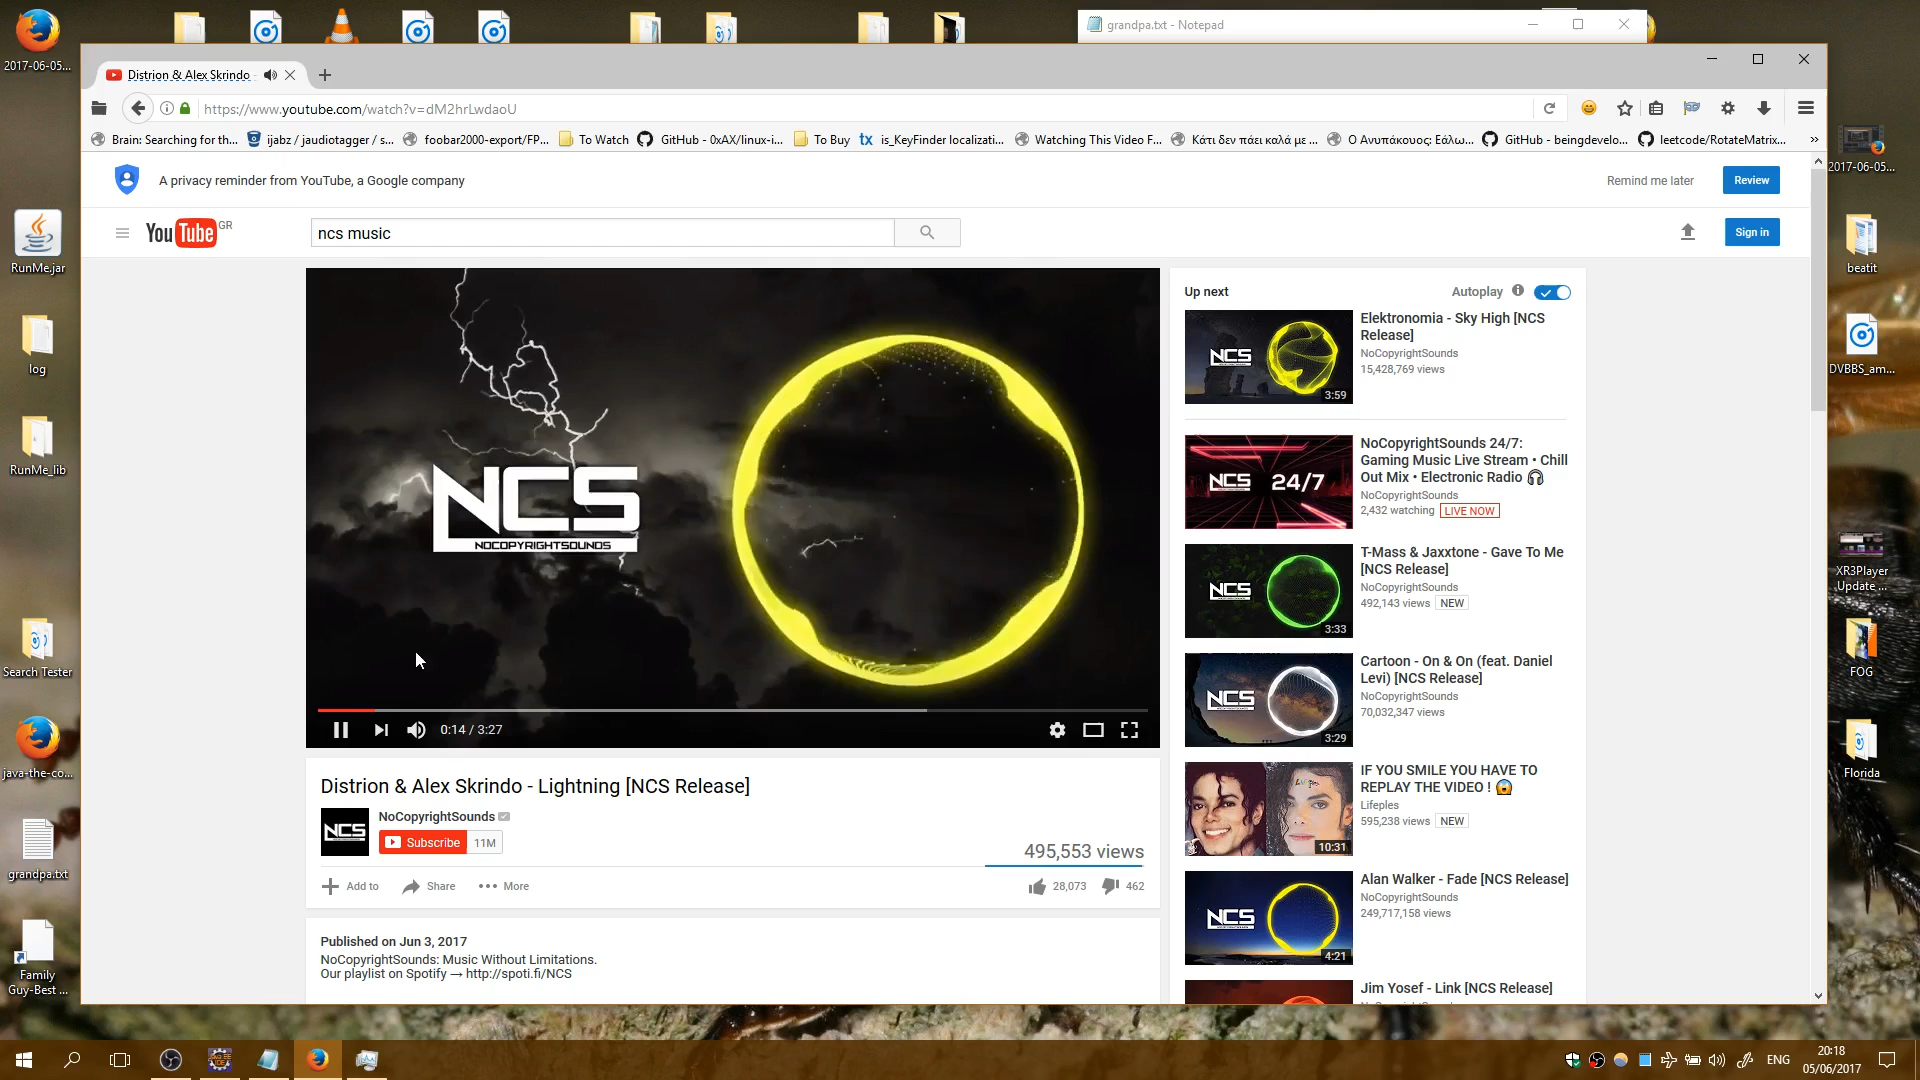 2017-06-05...
grandpa.txt - Notepad
Distrion & Alex Skrindo -
https://www.youtube.com/watch?v=dM2hrLwdaoU
Brain: Searching for th...
ijabz / jaudiotagger / s...
foobar2000-export/FP...
To Watch
GitHub - 0xAX/linux-i...
To Buy
tx is_KeyFinder localizati...
Watching This Video F...
Κάτι δεν πάει καλά με ...
Ο Ανυπάκουος: Εάλω...
GitHub - beingdevelo...
leetcode/RotateMatrix...
A privacy reminder from YouTube, a Google company
Remind me later
Review
YouTube GR
ncs music
Sign in
NCS
NOCOPYRIGHTSOUNDS
0:14 / 3:27
Distrion & Alex Skrindo - Lightning [NCS Release]
NCS
NoCopyrightSounds
Subscribe 11M
495,553 views
Add to
Share
More
28,073
462
Published on Jun 3, 2017
NoCopyrightSounds: Music Without Limitations.
Our playlist on Spotify → http://spoti.fi/NCS
Up next
Autoplay
NCS
3:59
Elektronomia - Sky High [NCS
Release]
NoCopyrightSounds
15,428,769 views
NCS 24/7
NoCopyrightSounds 24/7:
Gaming Music Live Stream • Chill
Out Mix • Electronic Radio 🎧
NoCopyrightSounds
2,432 watching LIVE NOW
NCS
3:33
T-Mass & Jaxxtone - Gave To Me
[NCS Release]
NoCopyrightSounds
492,143 views NEW
NCS
3:29
Cartoon - On & On (feat. Daniel
Levi) [NCS Release]
NoCopyrightSounds
70,032,347 views
10:31
IF YOU SMILE YOU HAVE TO
REPLAY THE VIDEO ! 😱
Lifeples
595,238 views NEW
NCS
4:21
Alan Walker - Fade [NCS Release]
NoCopyrightSounds
249,717,158 views
Jim Yosef - Link [NCS Release]
RunMe.jar
log
RunMe_lib
Search Tester
java-the-co...
grandpa.txt
Family
Guy-Best ...
2017-06-05...
beatit
DVBBS_am...
XR3Player
Update ...
FOG
Florida
ENG
20:18
05/06/2017